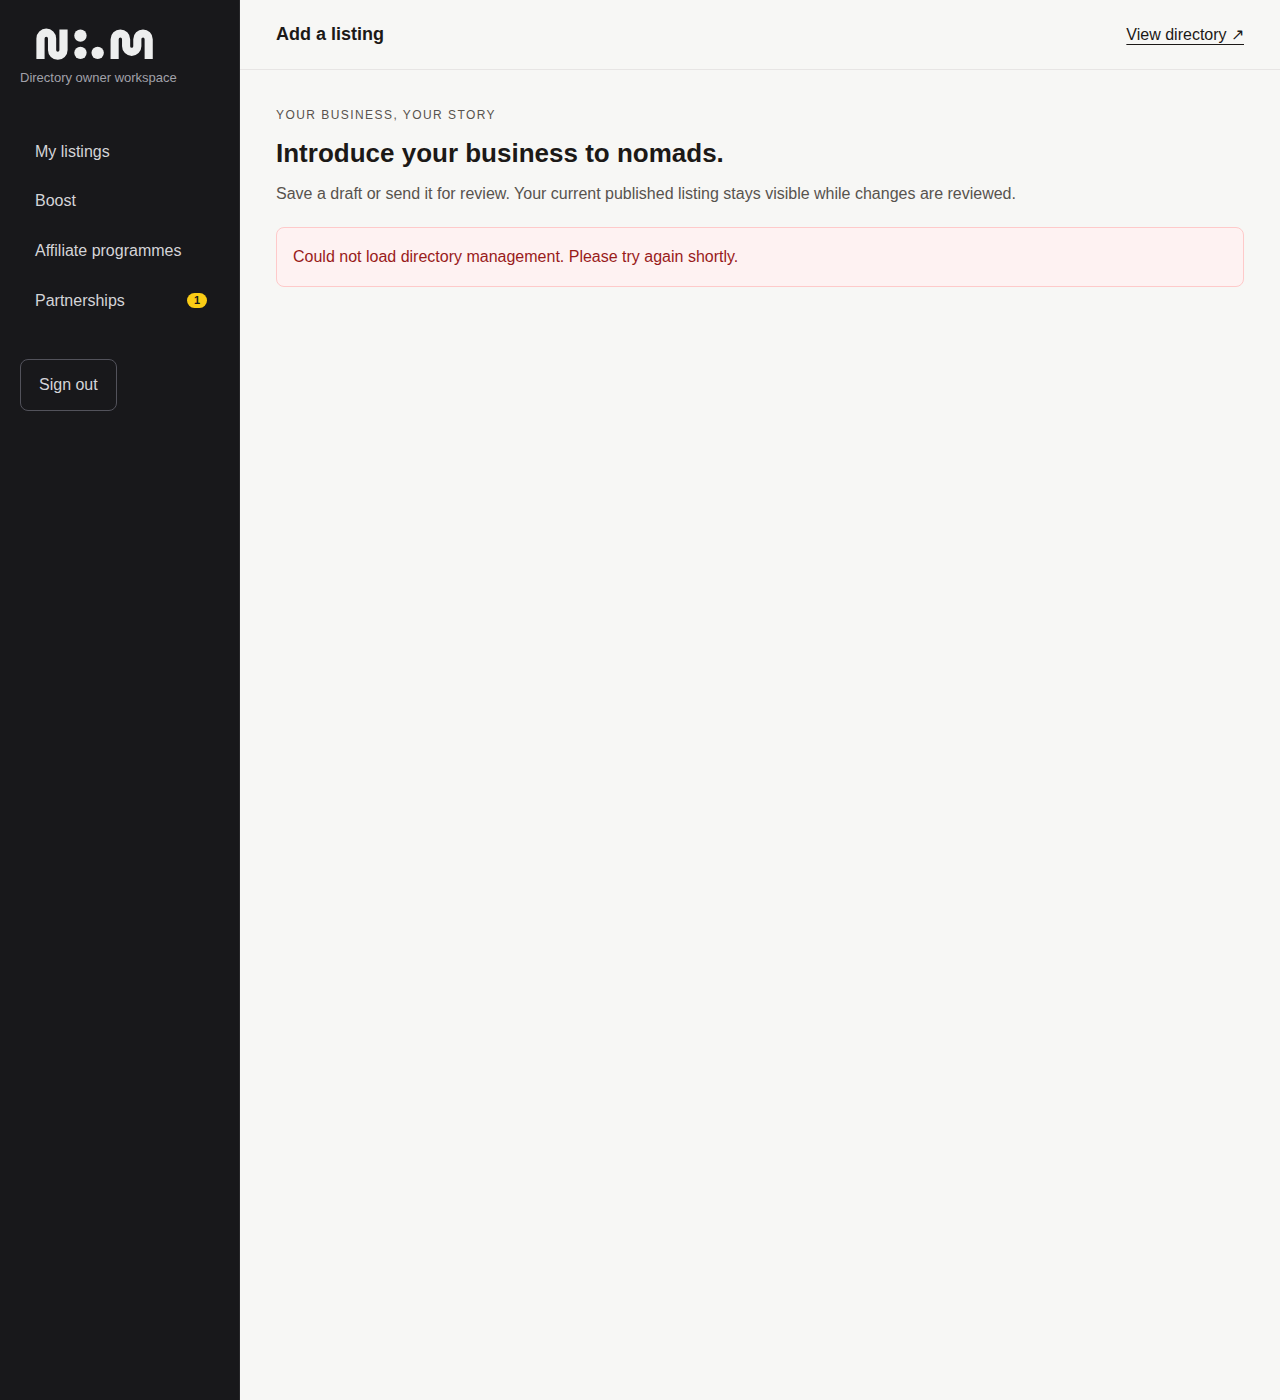 Directory owner workspace
My listings
Boost
Affiliate programmes
Partnerships 1
Sign out
Add a listing
View directory ↗
YOUR BUSINESS, YOUR STORY
Introduce your business to nomads.
Save a draft or send it for review. Your current published listing stays visible while changes are reviewed.
Could not load directory management. Please try again shortly.